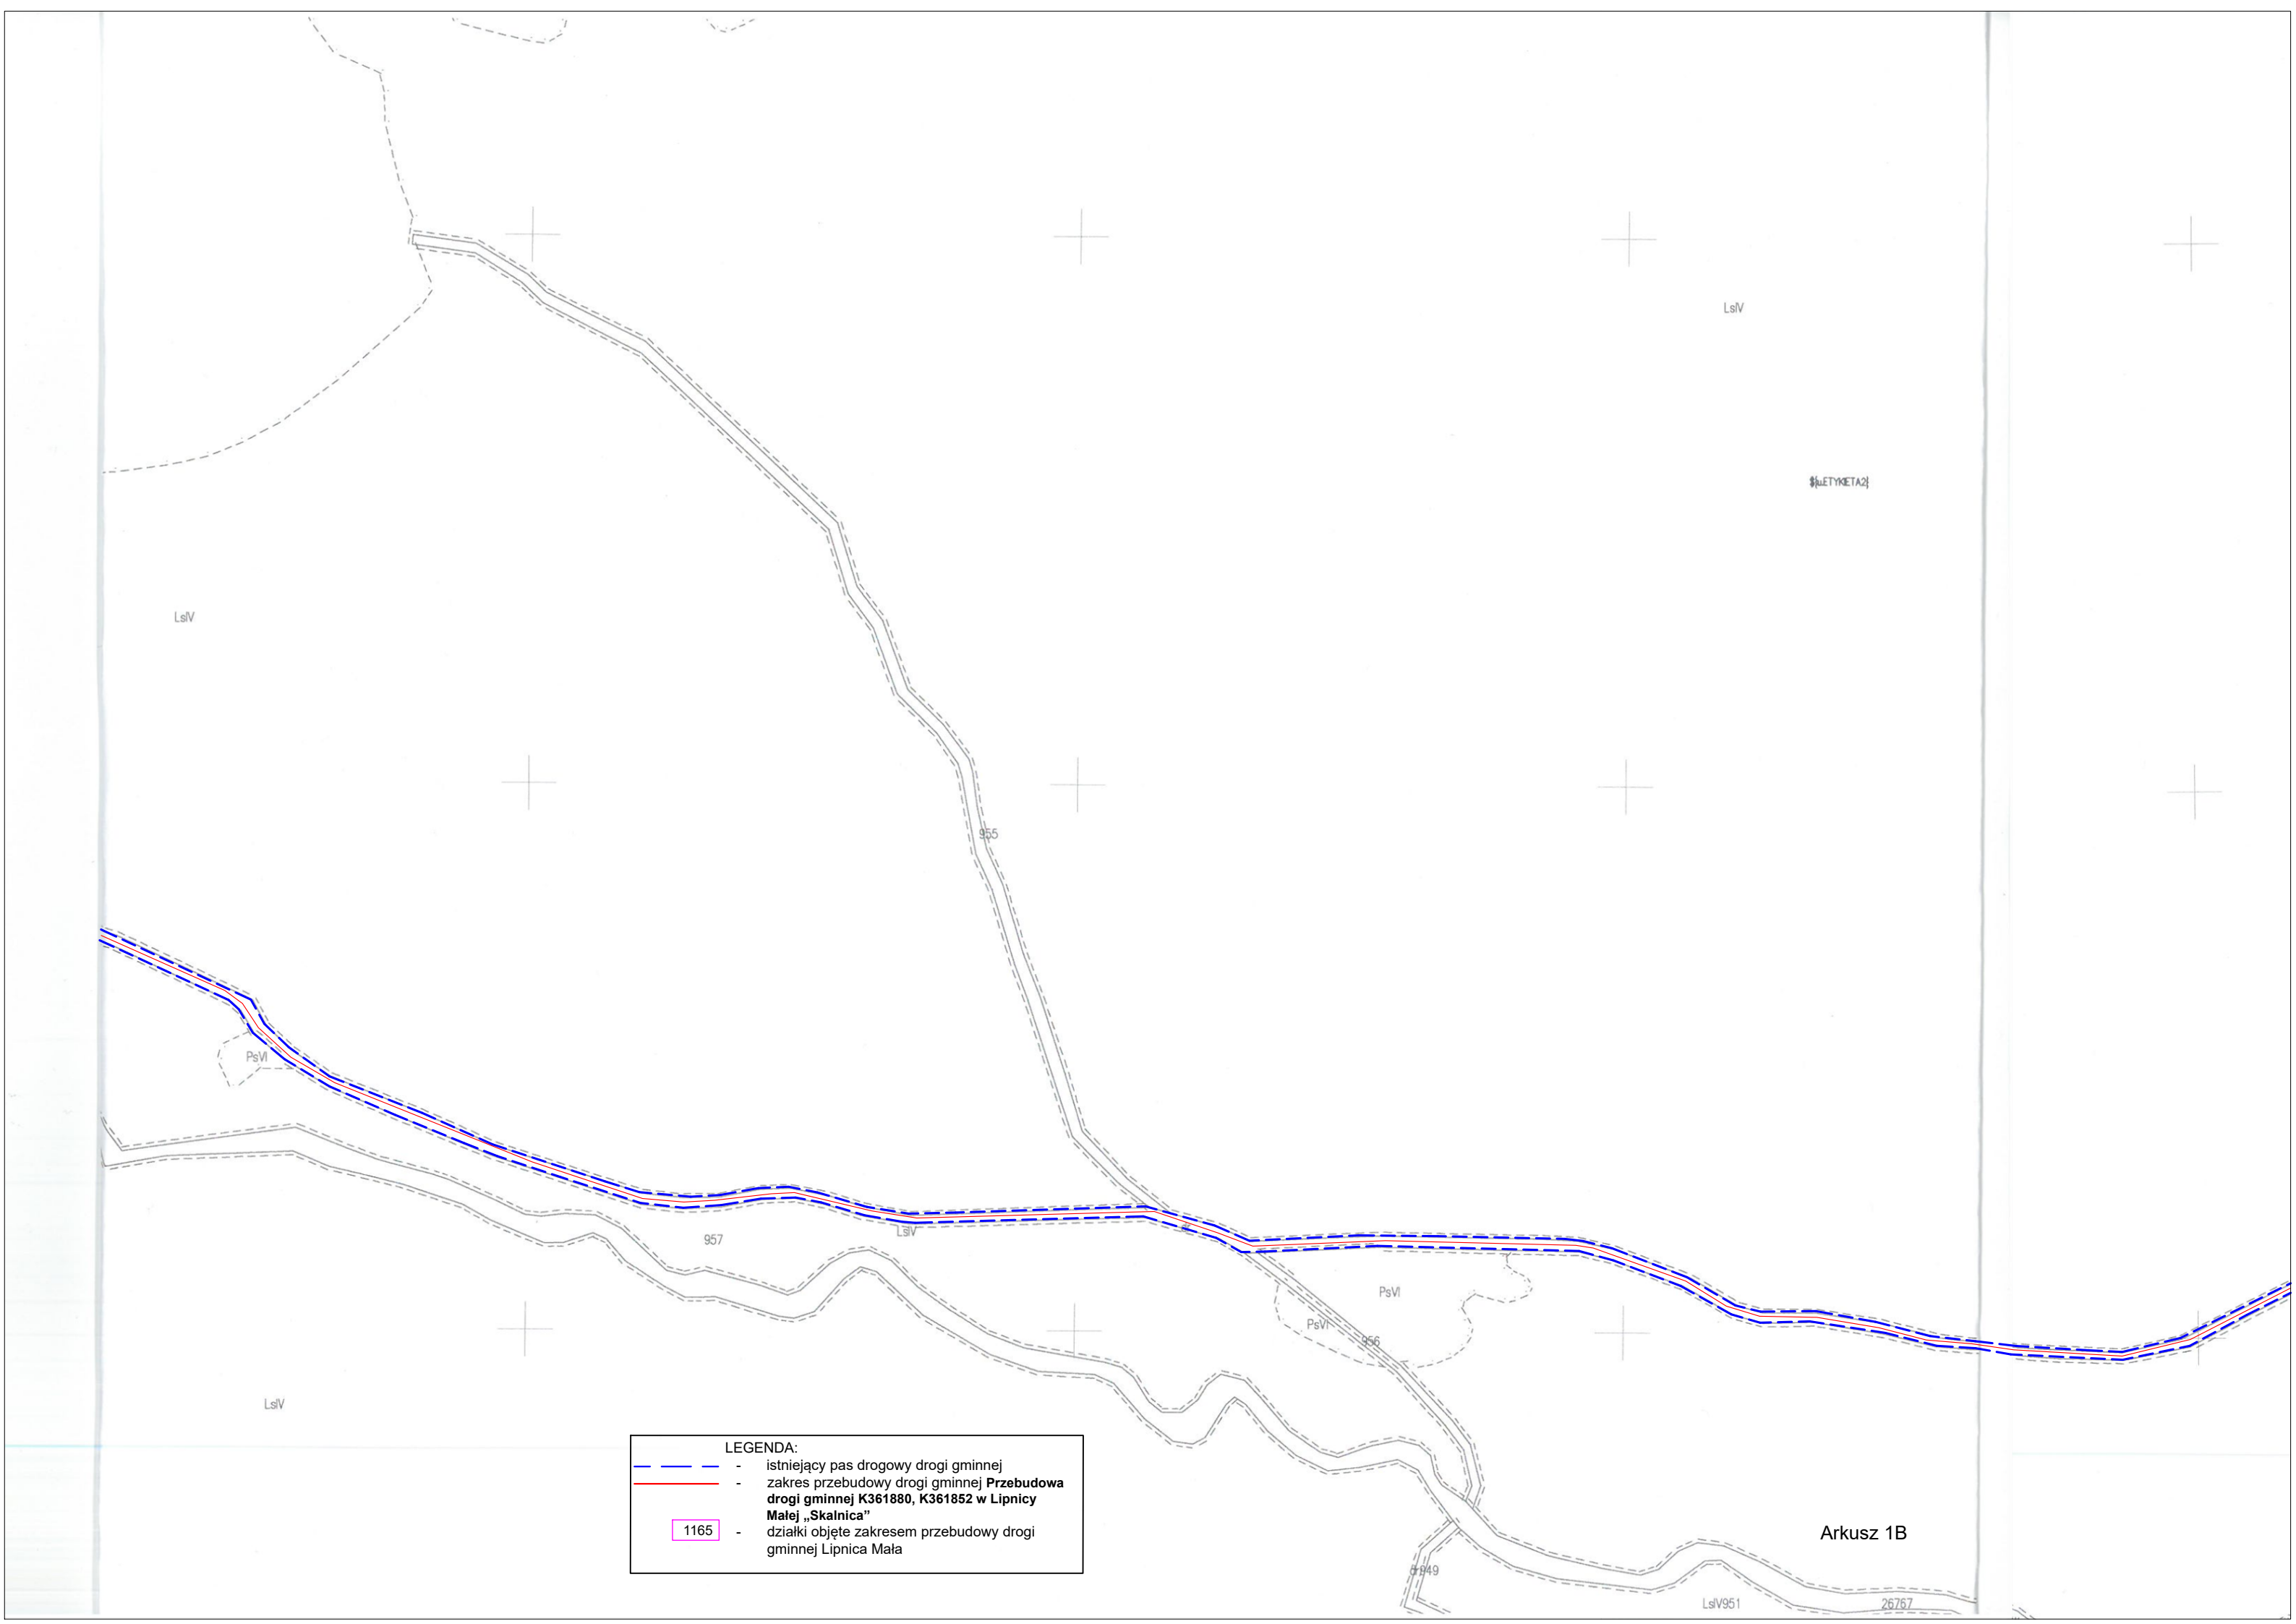 LsIV
$(u.ETYKIETA2)
LsIV
955
PsVI
LsIV
957
PsVI
PsVI
956
LsIV
LEGENDA:
- istniejący pas drogowy drogi gminnej
- zakres przebudowy drogi gminnej Przebudowa
drogi gminnej K361880, K361852 w Lipnicy
Małej „Skalnica”
1165 - działki objęte zakresem przebudowy drogi
gminnej Lipnica Mała
Arkusz 1B
LsIV951
26767